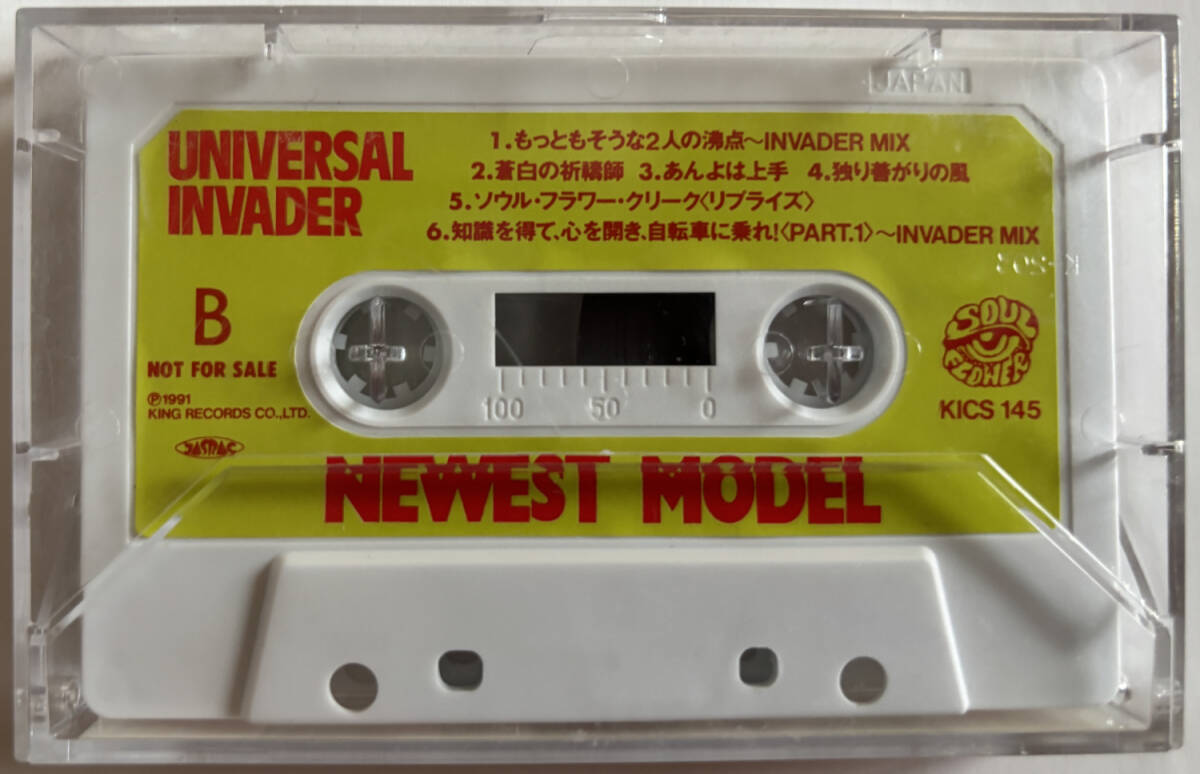 JAPAN
UNIVERSAL
INVADER
1.もっともそうな2人の沸点～INVADER MIX
2.蒼白の祈禱師 3.あんよは上手 4.独り善がりの風
5.ソウル・フラワー・クリーク〈リプライズ〉
6.知識を得て、心を開き、自転車に乗れ!〈PART.1〉～INVADER MIX
B
NOT FOR SALE
Ⓟ1991
KING RECORDS CO.,LTD.
JASRAC
100 50 0
SOUL
FLOWER
KICS 145
NEWEST MODEL